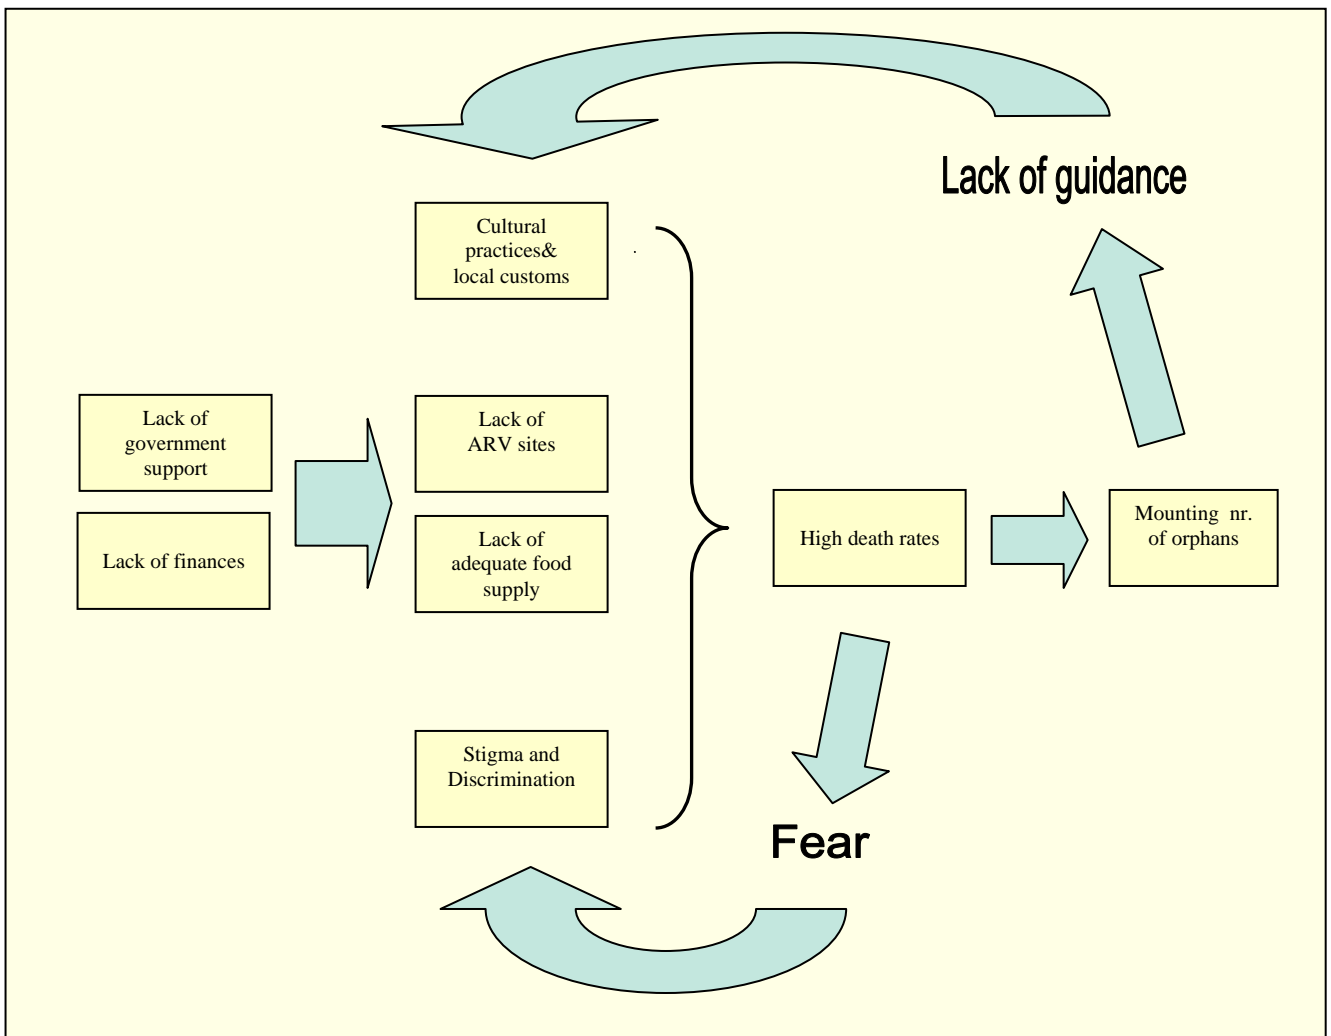 Lack of guidance
Cultural
practices&
local customs
Lack of
government
support
Lack of
ARV sites
Lack of finances
Lack of
adequate food
supply
High death rates
Mounting nr.
of orphans
Stigma and
Discrimination
Fear